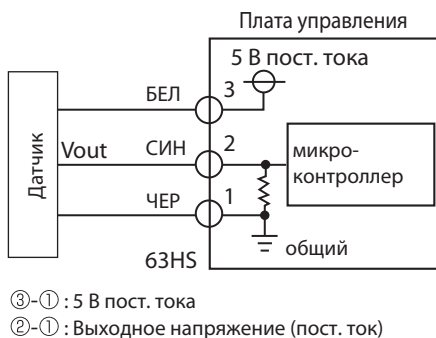 Плата управления
5 В пост. тока
БЕЛ
3
Датчик
Vout
СИН
2
микро-
контроллер
ЧЕР
1
общий
63HS
③-① : 5 В пост. тока
②-① : Выходное напряжение (пост. ток)